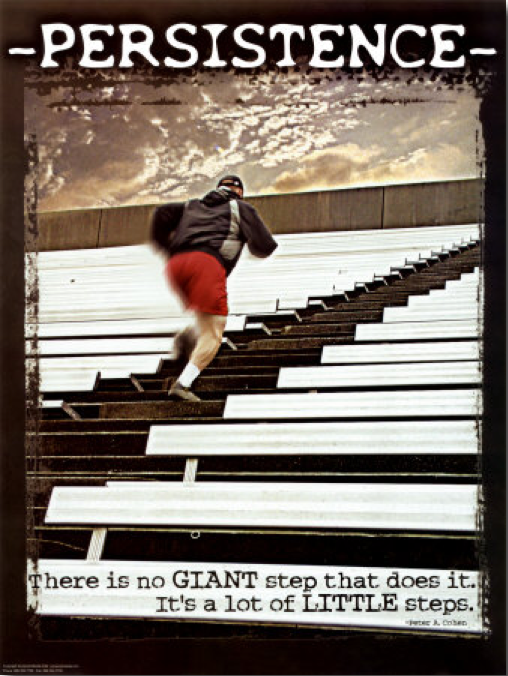 -PERSISTENCE-
There is no GIANT step that does it.
It's a lot of LITTLE steps.
-Peter A. Cohen